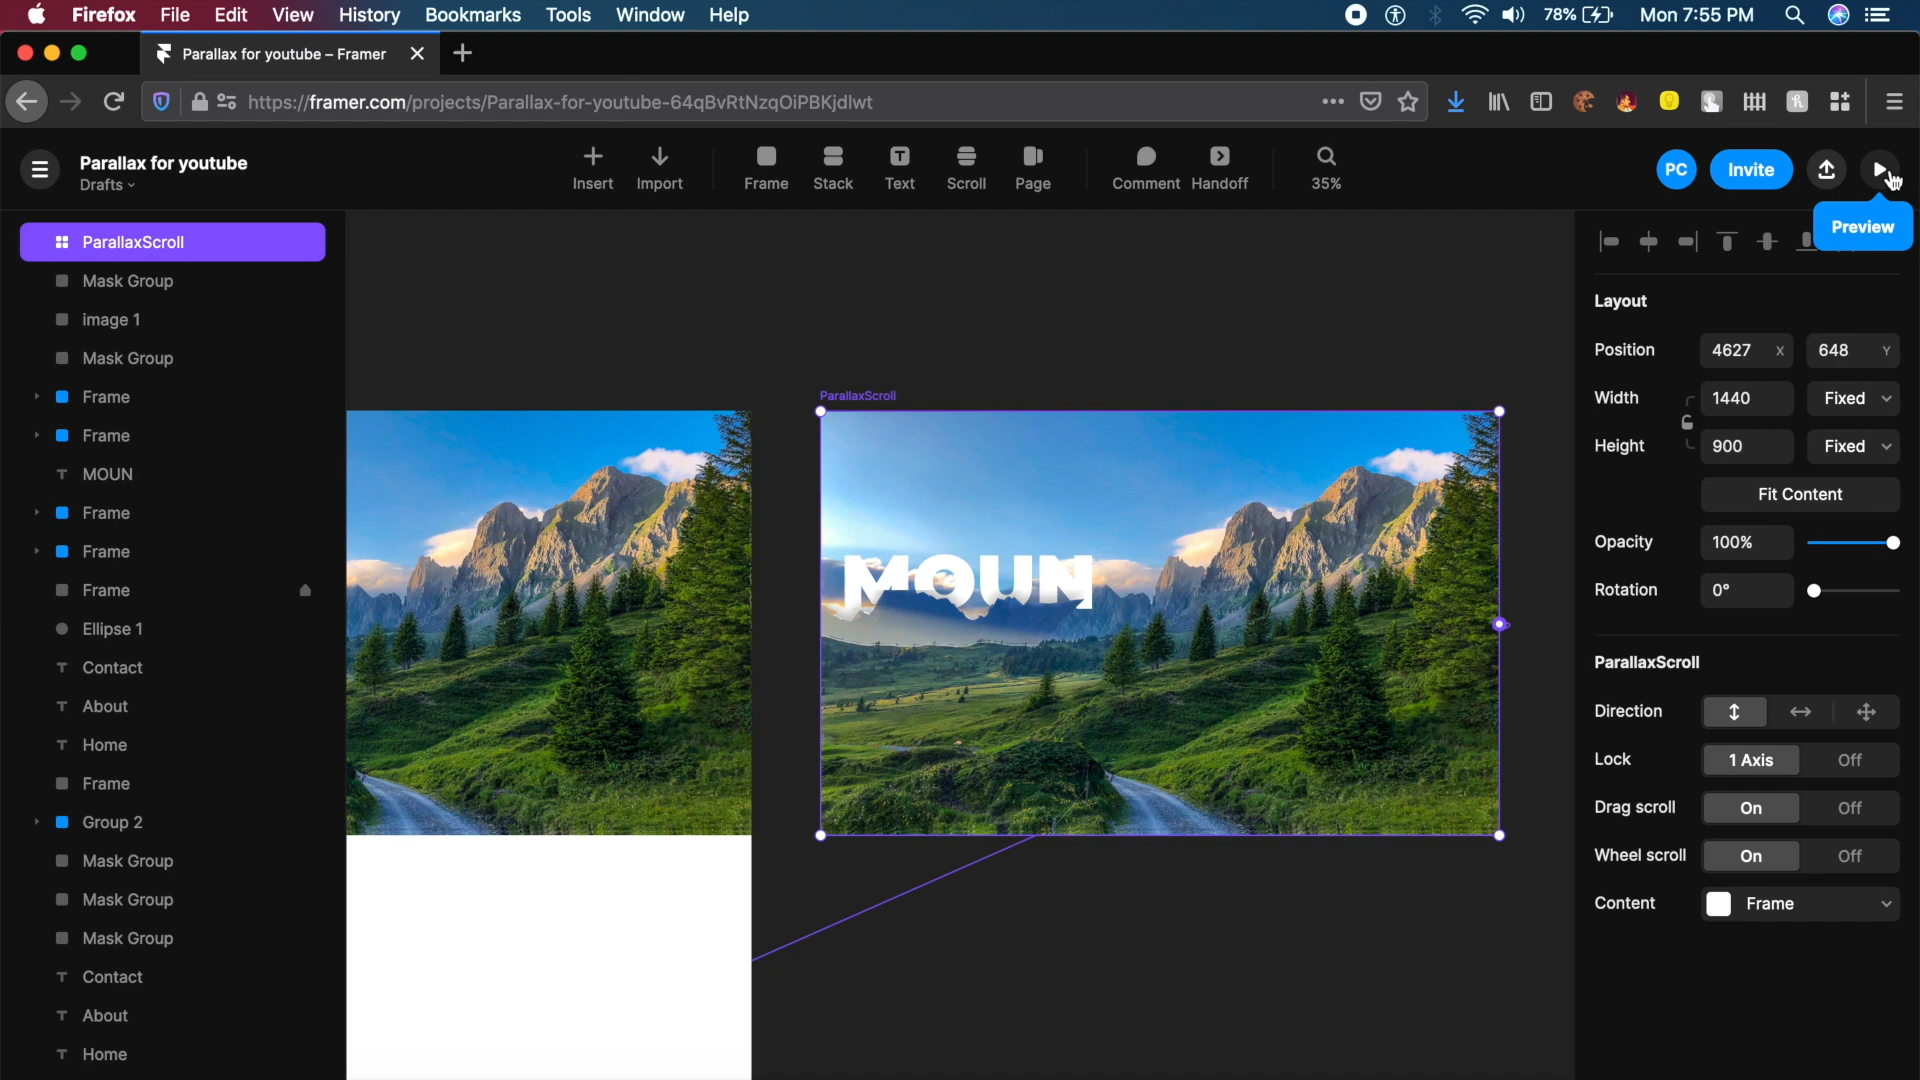 Firefox File Edit View History Bookmarks Tools Window Help 78% Mon 7:55 PM
Parallax for youtube – Framer
https://framer.com/projects/Parallax-for-youtube-64qBvRtNzqOiPBKjdlwt
Parallax for youtube
Drafts
Insert Import Frame Stack Text Scroll Page Comment Handoff 35%
PC Invite
Preview
ParallaxScroll
Mask Group
image 1
Mask Group
Frame
Frame
MOUN
Frame
Frame
Frame
Ellipse 1
Contact
About
Home
Frame
Group 2
Mask Group
Mask Group
Mask Group
Contact
About
Home
ParallaxScroll
MOUN
Layout
Position 4627 X 648 Y
Width 1440 Fixed
Height 900 Fixed
Fit Content
Opacity 100%
Rotation 0°
ParallaxScroll
Direction
Lock 1 Axis Off
Drag scroll On Off
Wheel scroll On Off
Content Frame